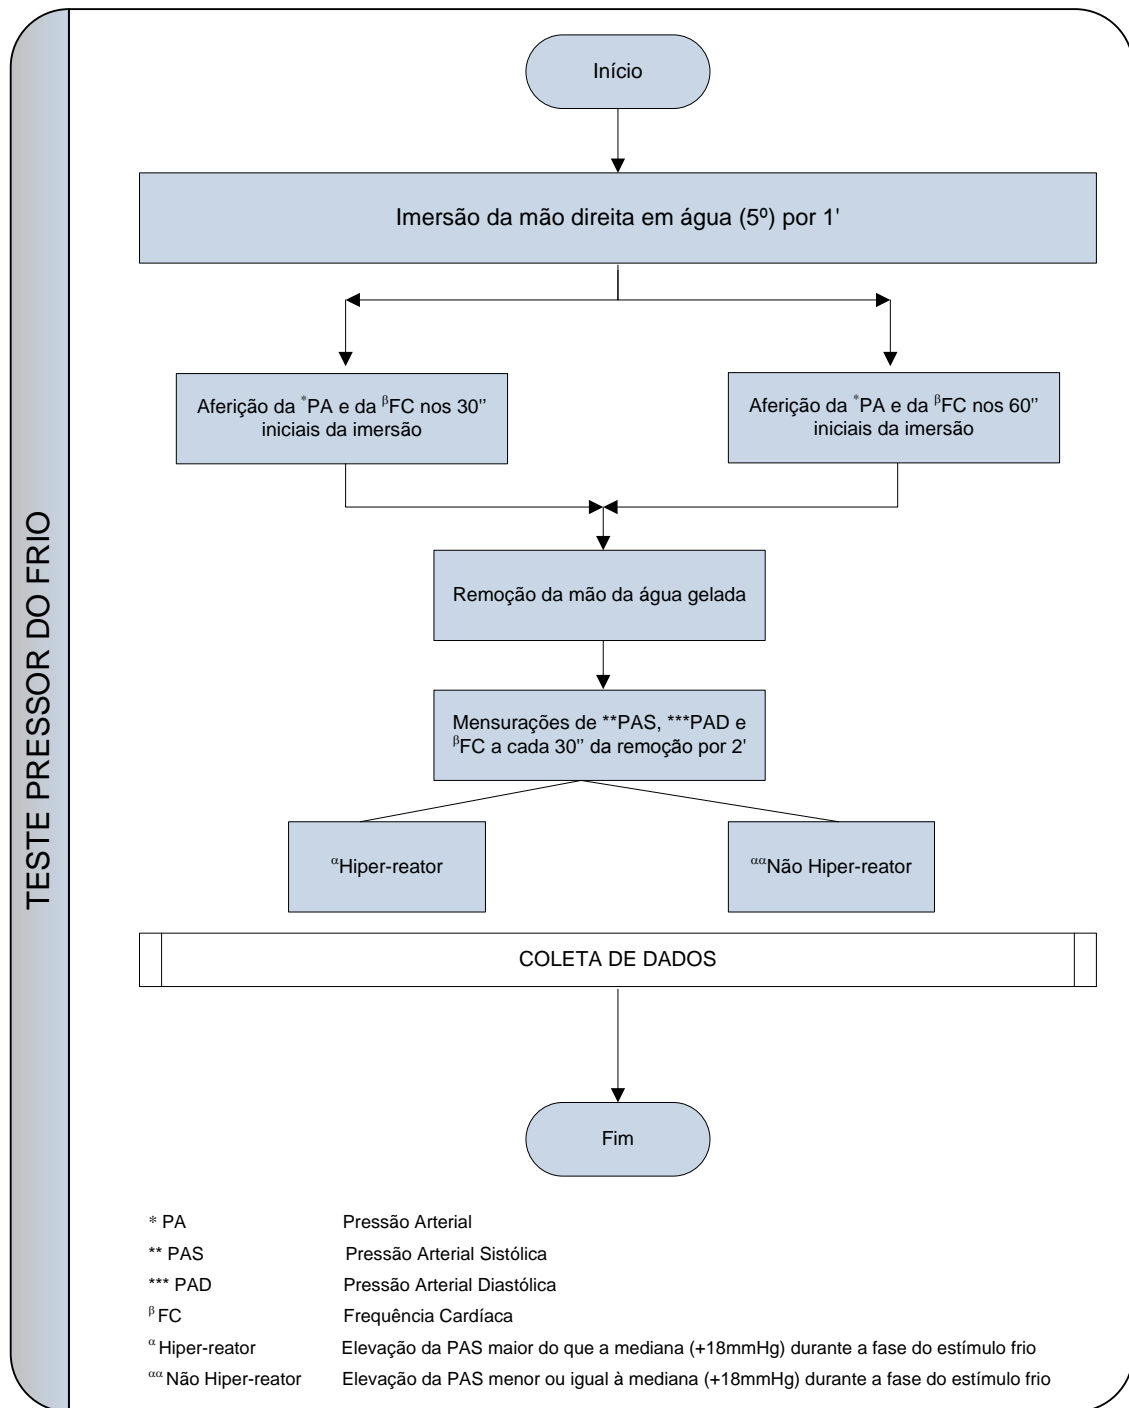 TESTE PRESSOR DO FRIO
Início
Imersão da mão direita em água (5º) por 1'
Aferição da *PA e da βFC nos 30''
iniciais da imersão
Aferição da *PA e da βFC nos 60''
iniciais da imersão
Remoção da mão da água gelada
Mensurações de **PAS, ***PAD e
βFC a cada 30'' da remoção por 2'
αHiper-reator
ααNão Hiper-reator
COLETA DE DADOS
Fim
* PA Pressão Arterial
** PAS Pressão Arterial Sistólica
*** PAD Pressão Arterial Diastólica
β FC Frequência Cardíaca
α Hiper-reator Elevação da PAS maior do que a mediana (+18mmHg) durante a fase do estímulo frio
αα Não Hiper-reator Elevação da PAS menor ou igual à mediana (+18mmHg) durante a fase do estímulo frio